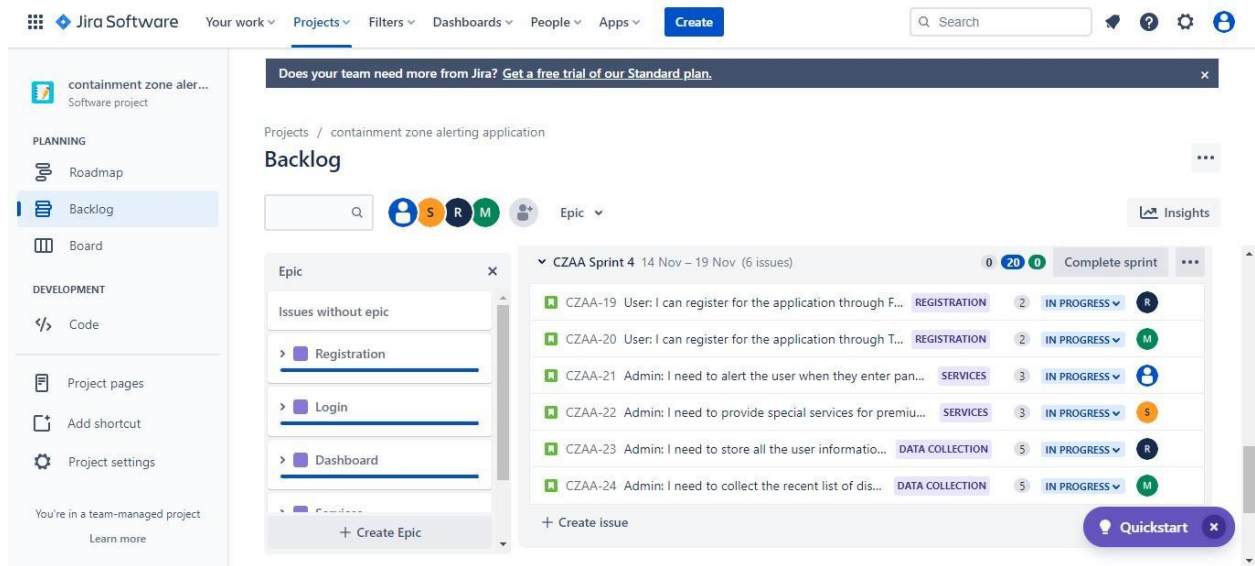 Jira Software Your work Projects Filters Dashboards People Apps Create Search
Does your team need more from Jira? Get a free trial of our Standard plan.
containment zone aler...
Software project
PLANNING
Roadmap
Backlog
Board
DEVELOPMENT
Code
Project pages
Add shortcut
Project settings
You're in a team-managed project
Learn more
Projects / containment zone alerting application
Backlog
S R M Epic Insights
Epic
Issues without epic
Registration
Login
Dashboard
Services
+ Create Epic
CZAA Sprint 4 14 Nov – 19 Nov (6 issues) 0 20 0 Complete sprint
CZAA-19 User: I can register for the application through F... REGISTRATION 2 IN PROGRESS R
CZAA-20 User: I can register for the application through T... REGISTRATION 2 IN PROGRESS M
CZAA-21 Admin: I need to alert the user when they enter pan... SERVICES 3 IN PROGRESS
CZAA-22 Admin: I need to provide special services for premiu... SERVICES 3 IN PROGRESS S
CZAA-23 Admin: I need to store all the user informatio... DATA COLLECTION 5 IN PROGRESS R
CZAA-24 Admin: I need to collect the recent list of dis... DATA COLLECTION 5 IN PROGRESS M
+ Create issue
Quickstart